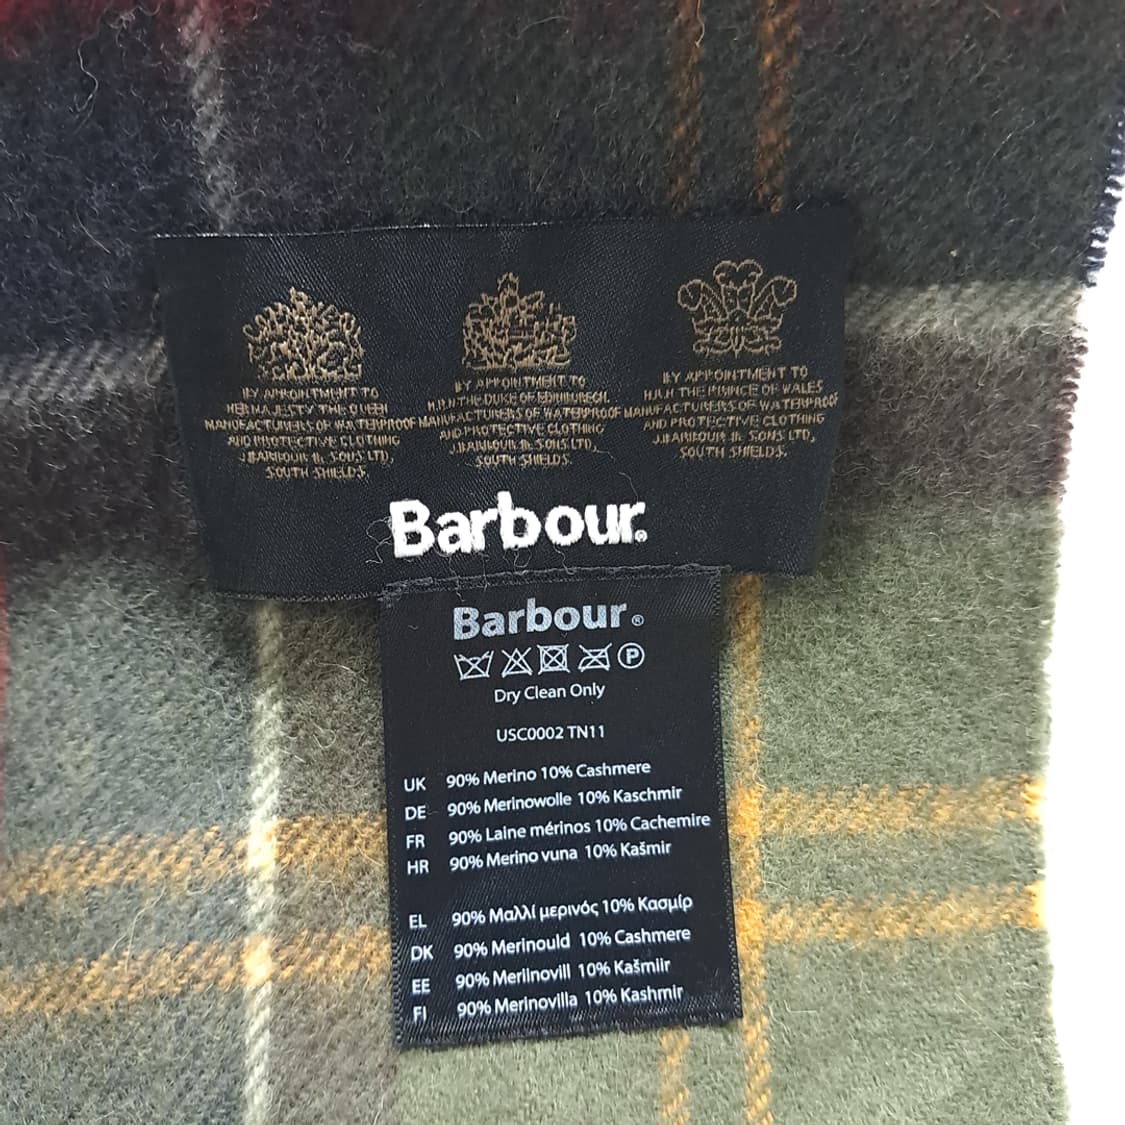 BY APPOINTMENT TO
HER MAJESTY THE QUEEN
MANUFACTURERS OF WATERPROOF
AND PROTECTIVE CLOTHING
J.BARBOUR & SONS LTD,
SOUTH SHIELDS.
BY APPOINTMENT TO
H.R.H THE DUKE OF EDINBURGH.
MANUFACTURERS OF WATERPROOF
AND PROTECTIVE CLOTHING
J.BARBOUR & SONS LTD,
SOUTH SHIELDS.
BY APPOINTMENT TO
H.R.H THE PRINCE OF WALES
MANUFACTURERS OF WATERPROOF
AND PROTECTIVE CLOTHING
J.BARBOUR & SONS LTD,
SOUTH SHIELDS.
Barbour®
Barbour®
P
Dry Clean Only
USC0002 TN11
UK 90% Merino 10% Cashmere
DE 90% Merinowolle 10% Kaschmir
FR 90% Laine mérinos 10% Cachemire
HR 90% Merino vuna 10% Kašmir
EL 90% Μαλλί μερινός 10% Κασμίρ
DK 90% Merinould 10% Cashmere
EE 90% Merlinovill 10% Kašmiir
FI 90% Merinovilla 10% Kashmir